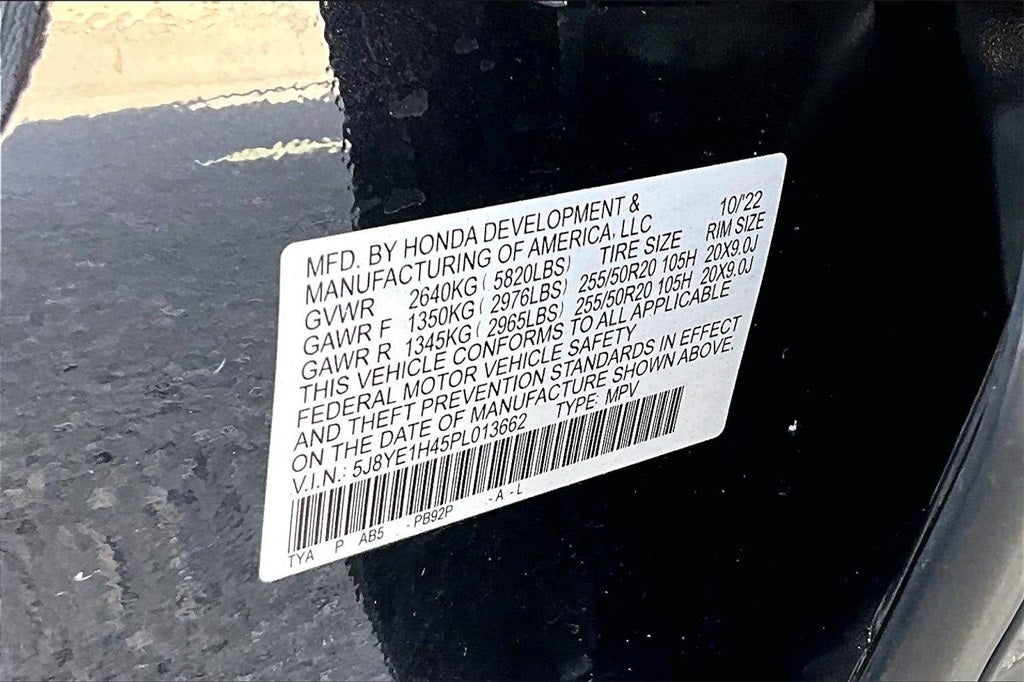 MFD. BY HONDA DEVELOPMENT &
MANUFACTURING OF AMERICA, LLC 10/'22
GVWR 2640KG ( 5820LBS) TIRE SIZE RIM SIZE
GAWR F 1350KG ( 2976LBS) 255/50R20 105H 20X9.0J
GAWR R 1345KG ( 2965LBS) 255/50R20 105H 20X9.0J
THIS VEHICLE CONFORMS TO ALL APPLICABLE
FEDERAL MOTOR VEHICLE SAFETY
AND THEFT PREVENTION STANDARDS IN EFFECT
ON THE DATE OF MANUFACTURE SHOWN ABOVE.
V.I.N.: 5J8YE1H45PL013662 TYPE: MPV
TYA P AB5 - PB92P - A - L